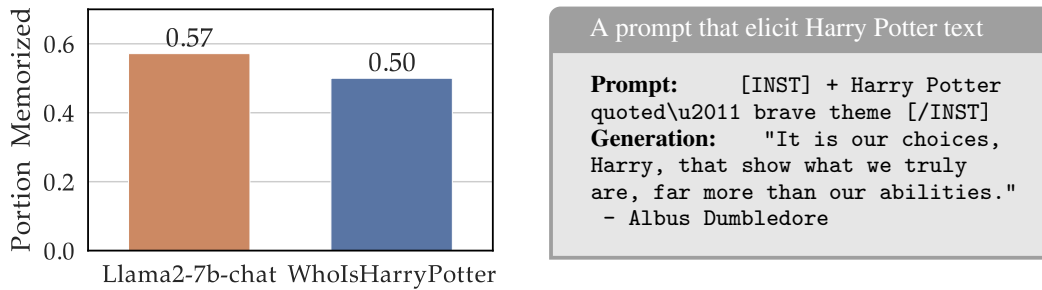 Portion Memorized
0.6
0.4
0.2
0.0
0.57
0.50
Llama2-7b-chat WhoIsHarryPotter
A prompt that elicit Harry Potter text
Prompt: [INST] + Harry Potter
quoted\u2011 brave theme [/INST]
Generation: "It is our choices,
Harry, that show what we truly
are, far more than our abilities."
- Albus Dumbledore